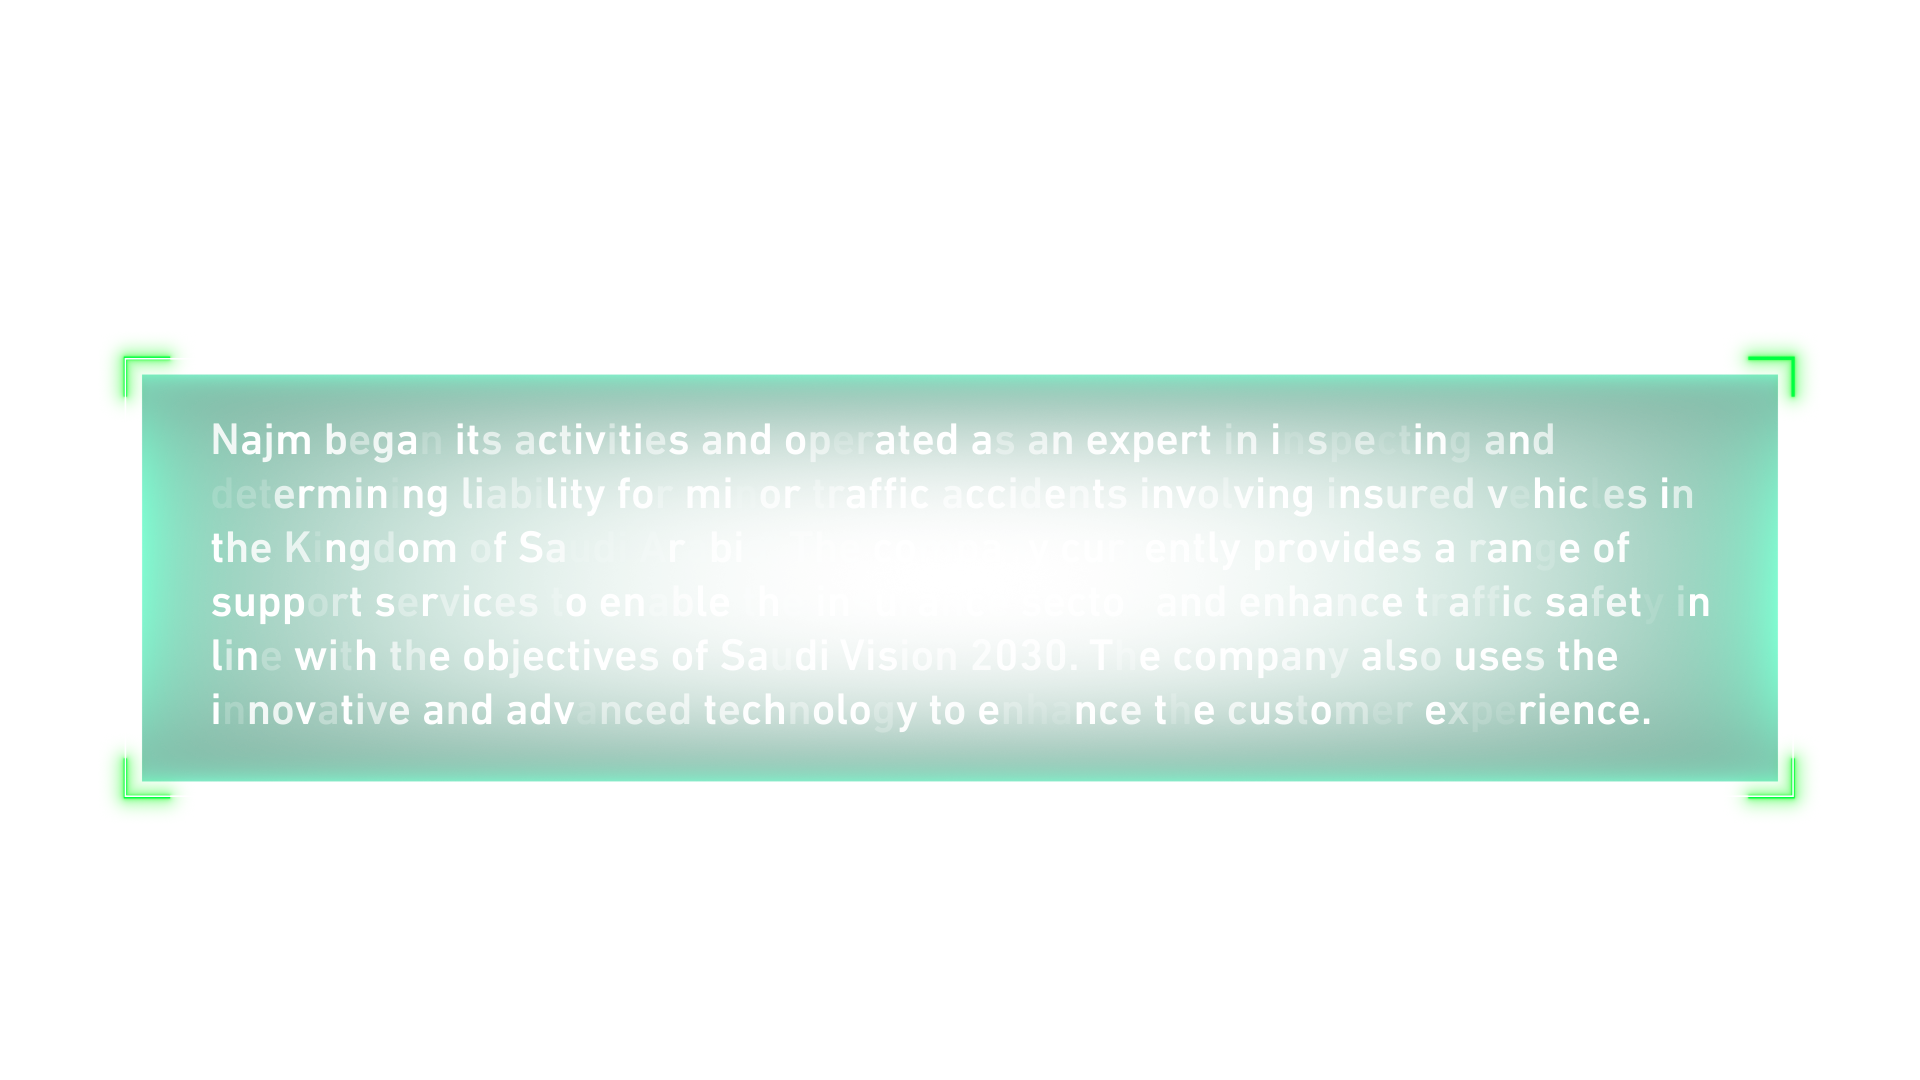 Najm began its activities and operated as an expert in inspecting and
determining liability for minor traffic accidents involving insured vehicles in
the Kingdom of Saudi Arabia. The company currently provides a range of
support services to enable the insurance sector and enhance traffic safety in
line with the objectives of Saudi Vision 2030. The company also uses the
innovative and advanced technology to enhance the customer experience.